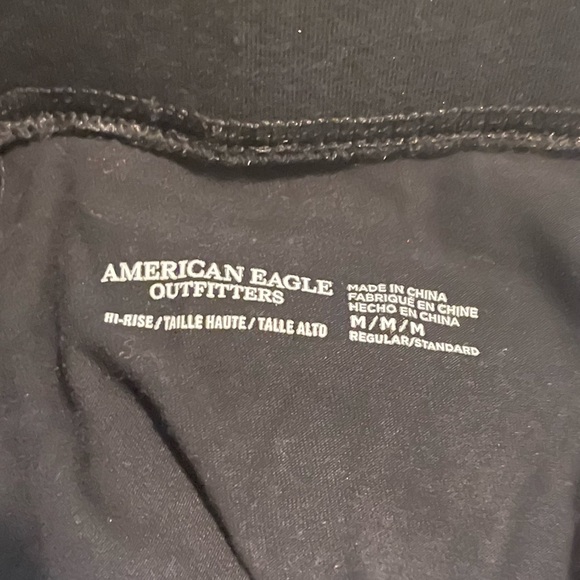 AMERICAN EAGLE
OUTFITTERS
HI-RISE/TAILLE HAUTE/TALLE ALTO
MADE IN CHINA
FABRIQUÉ EN CHINE
HECHO EN CHINA
M/M/M
REGULAR/STANDARD